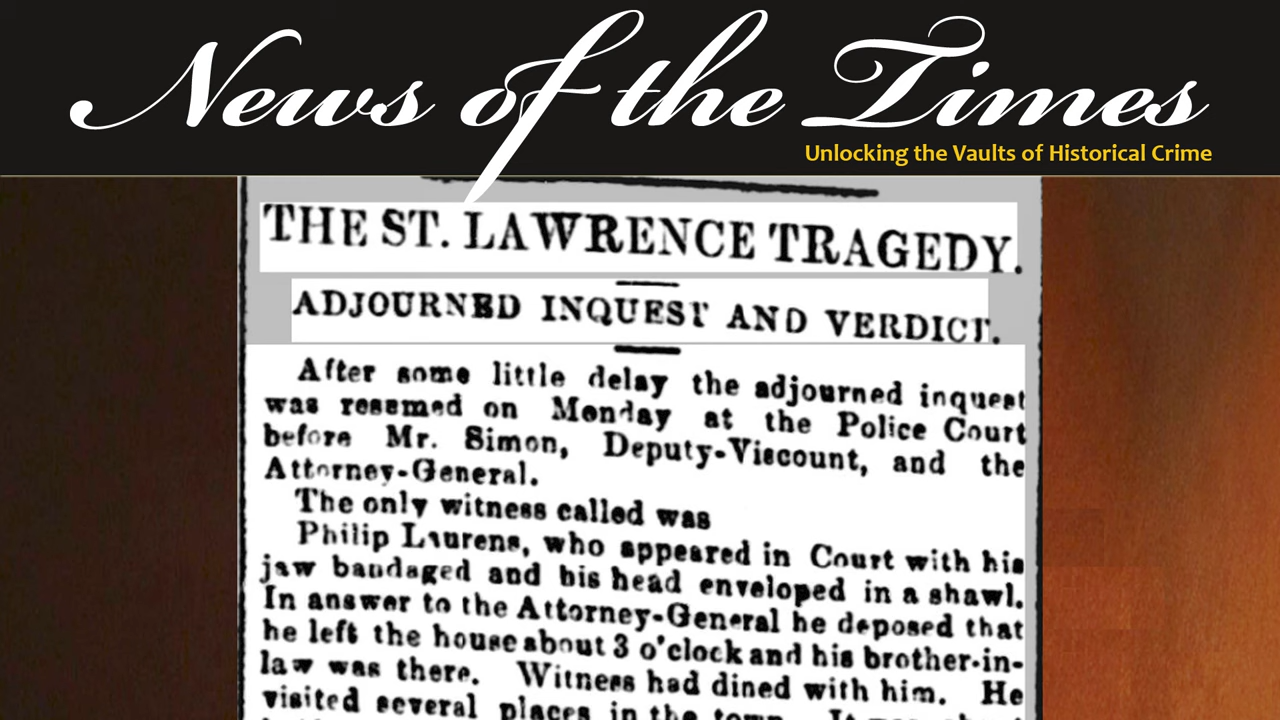 News of the Times
Unlocking the Vaults of Historical Crime
THE ST. LAWRENCE TRAGEDY.
ADJOURNED INQUEST AND VERDICT.
After some little delay the adjourned inquest
was resumed on Monday at the Police Court
before Mr. Simon, Deputy-Viscount, and the
Attorney-General.
The only witness called was
Philip Laurens, who appeared in Court with his
jaw bandaged and his head enveloped in a shawl.
In answer to the Attorney-General he deposed that
he left the house about 3 o'clock and his brother-in-
law was there. Witness had dined with him. He
visited several places in the town. It was about